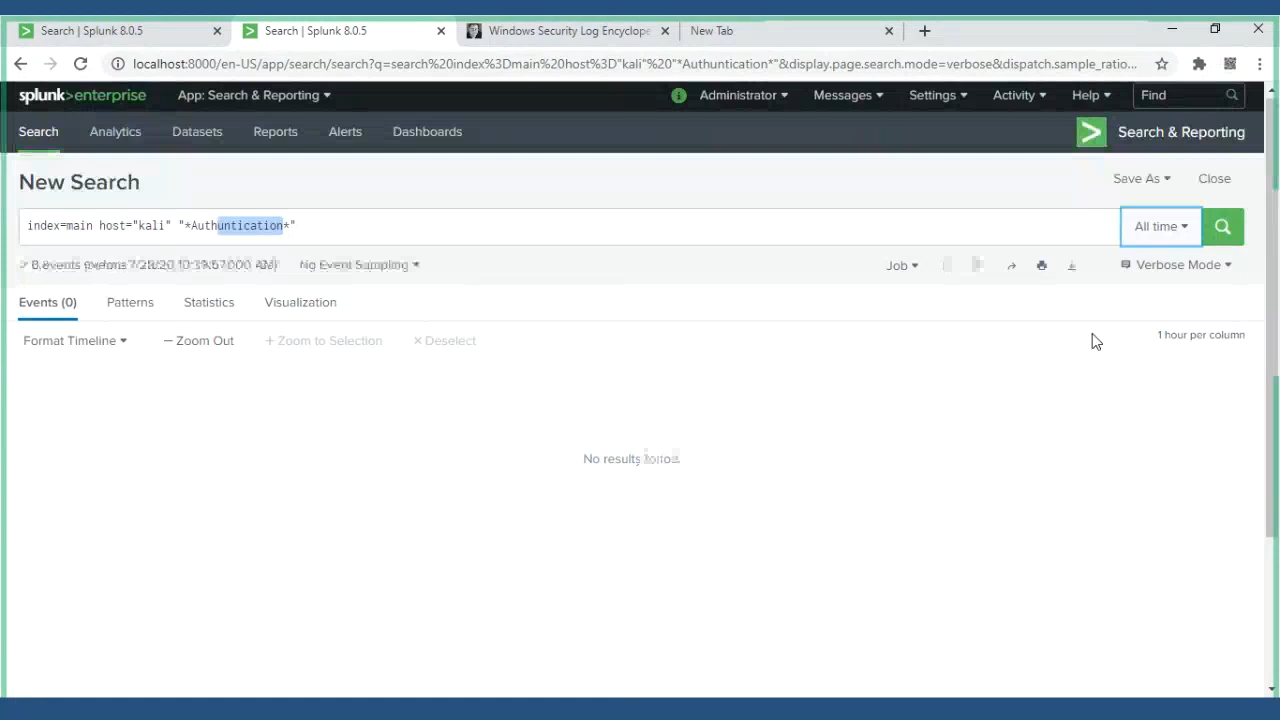 Search | Splunk 8.0.5
Search | Splunk 8.0.5
Windows Security Log Encyclope
New Tab
localhost:8000/en-US/app/search/search?q=search%20index%3Dmain%20host%3D"kali"%20"*Authuntication*"&display.page.search.mode=verbose&dispatch.sample_ratio...
splunk>enterprise App: Search & Reporting Administrator Messages Settings Activity Help Find
Search Analytics Datasets Reports Alerts Dashboards Search & Reporting
New Search Save As Close
index=main host="kali" "*Authuntication*" All time
events No Event Sampling Job Verbose Mode
Events (0) Patterns Statistics Visualization
Format Timeline — Zoom Out + Zoom to Selection × Deselect 1 hour per column
No results